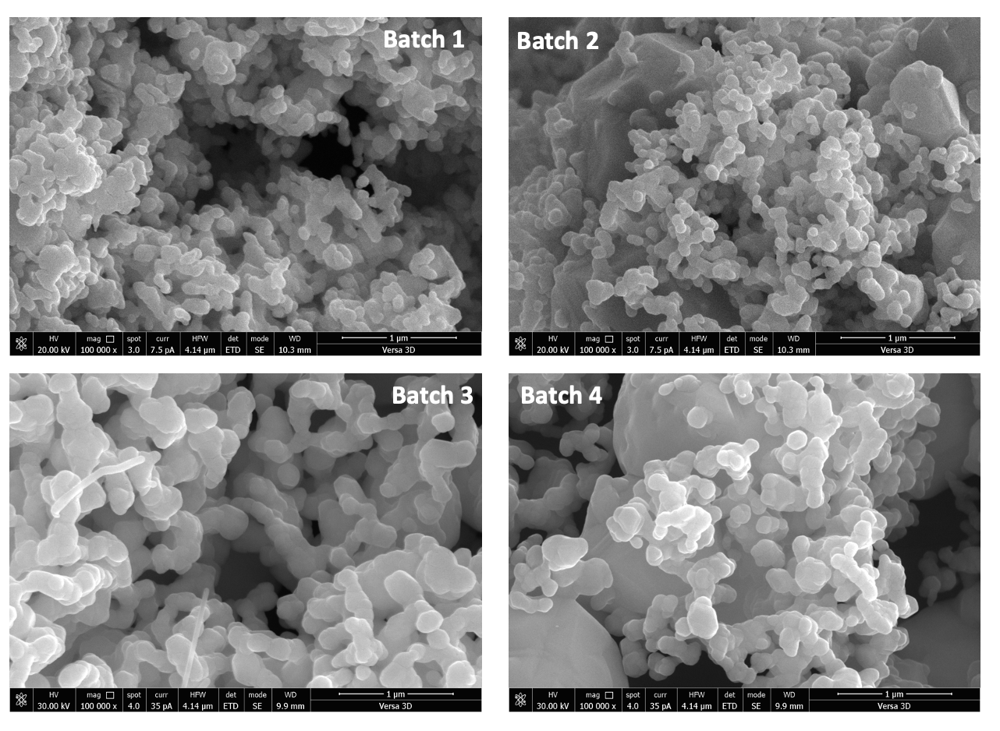 Batch 1
HV mag spot curr HFW det mode WD 1 µm
20.00 kV 100 000 x 3.0 7.5 pA 4.14 µm ETD SE 10.3 mm Versa 3D
Batch 2
HV mag spot curr HFW det mode WD 1 µm
20.00 kV 100 000 x 3.0 7.5 pA 4.14 µm ETD SE 10.3 mm Versa 3D
Batch 3
HV mag spot curr HFW det mode WD 1 µm
30.00 kV 100 000 x 4.0 35 pA 4.14 µm ETD SE 9.9 mm Versa 3D
Batch 4
HV mag spot curr HFW det mode WD 1 µm
30.00 kV 100 000 x 4.0 35 pA 4.14 µm ETD SE 9.9 mm Versa 3D